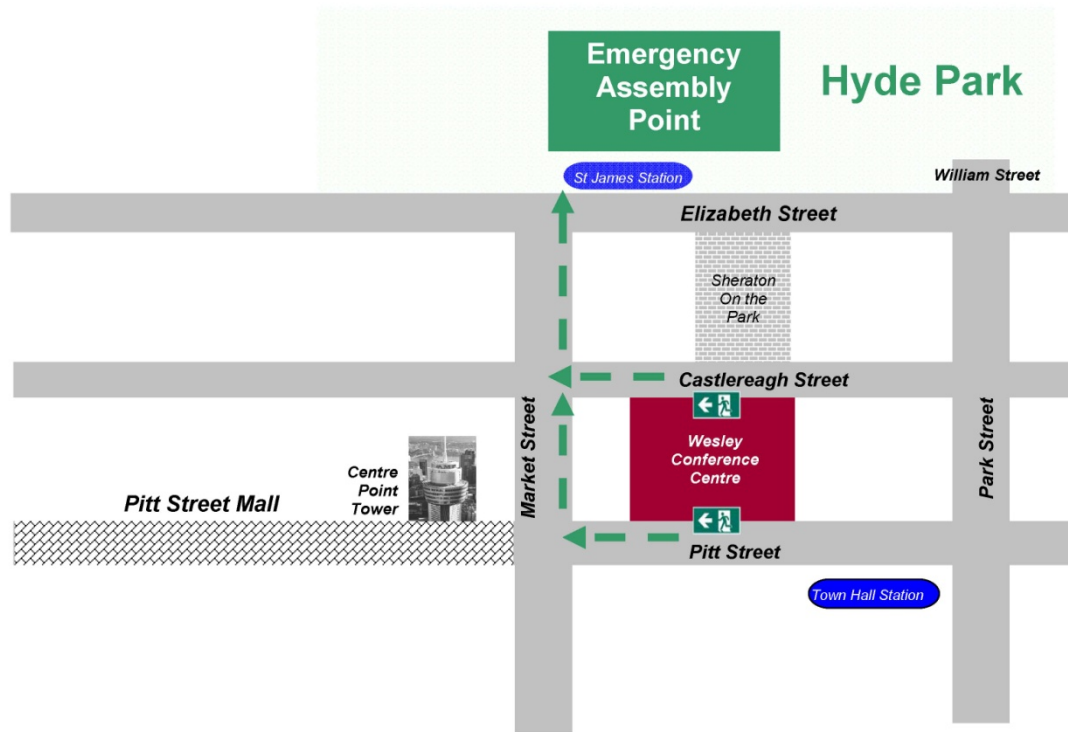 Emergency
Assembly
Point
Hyde Park
St James Station
William Street
Elizabeth Street
Sheraton
On the
Park
Castlereagh Street
Market Street
Wesley
Conference
Centre
Park Street
Centre
Point
Tower
Pitt Street Mall
Pitt Street
Town Hall Station